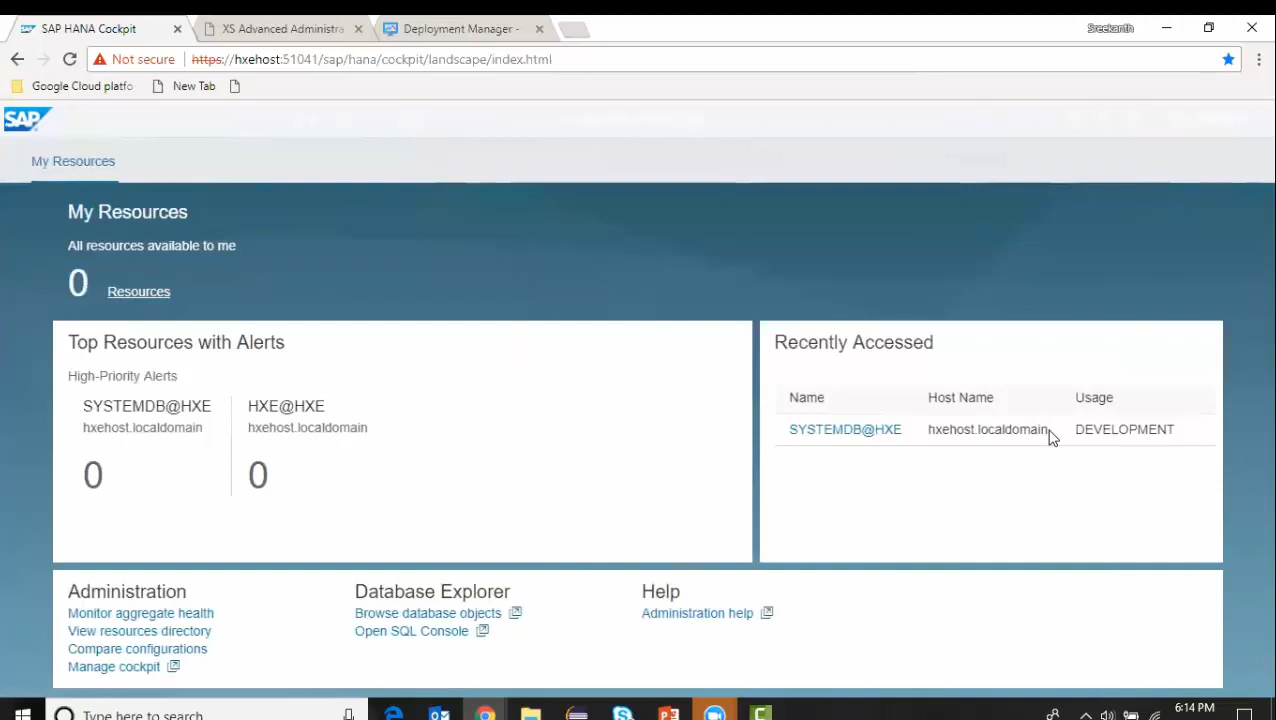 SAP HANA Cockpit
XS Advanced Administra
Deployment Manager -
Sreekanth
Not secure
https://hxehost:51041/sap/hana/cockpit/landscape/index.html
Google Cloud platfo
New Tab
SAP
My Resources
My Resources
All resources available to me
0 Resources
Top Resources with Alerts
High-Priority Alerts
SYSTEMDB@HXE
hxehost.localdomain
0
HXE@HXE
hxehost.localdomain
0
Recently Accessed
Name Host Name Usage
SYSTEMDB@HXE hxehost.localdomain DEVELOPMENT
Administration
Monitor aggregate health
View resources directory
Compare configurations
Manage cockpit
Database Explorer
Browse database objects
Open SQL Console
Help
Administration help
Type here to search
6:14 PM